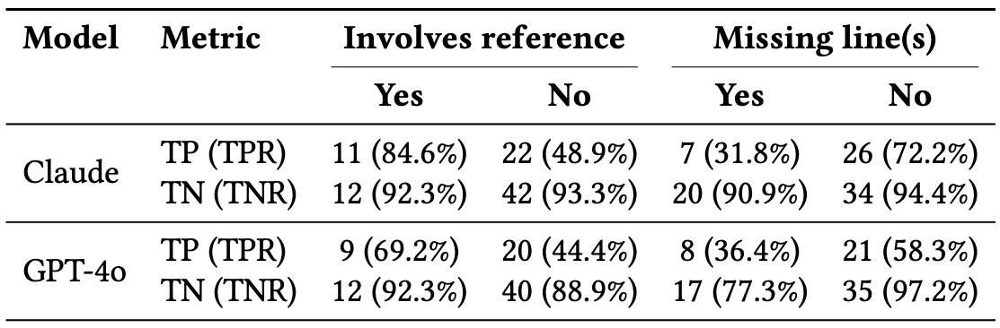 Model Metric Involves reference Missing line(s)
Yes No Yes No
Claude TP (TPR) 11 (84.6%) 22 (48.9%) 7 (31.8%) 26 (72.2%)
TN (TNR) 12 (92.3%) 42 (93.3%) 20 (90.9%) 34 (94.4%)
GPT-4o TP (TPR) 9 (69.2%) 20 (44.4%) 8 (36.4%) 21 (58.3%)
TN (TNR) 12 (92.3%) 40 (88.9%) 17 (77.3%) 35 (97.2%)